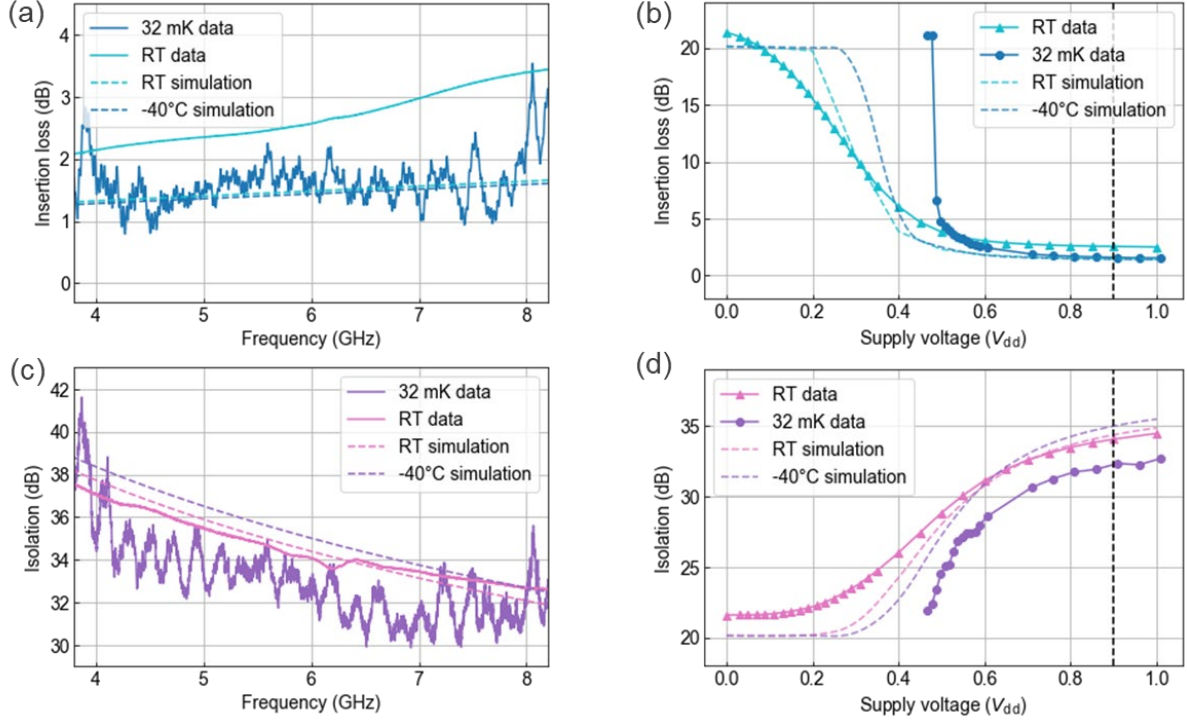 (a)
4
3
2
1
0
Insertion loss (dB)
32 mK data
RT data
RT simulation
-40°C simulation
4 5 6 7 8
Frequency (GHz)
(b)
20
15
10
5
0
Insertion loss (dB)
RT data
32 mK data
RT simulation
-40°C simulation
0.0 0.2 0.4 0.6 0.8 1.0
Supply voltage (Vdd)
(c)
42
40
38
36
34
32
30
Isolation (dB)
32 mK data
RT data
RT simulation
-40°C simulation
4 5 6 7 8
Frequency (GHz)
(d)
35
30
25
20
Isolation (dB)
RT data
32 mK data
RT simulation
-40°C simulation
0.0 0.2 0.4 0.6 0.8 1.0
Supply voltage (Vdd)